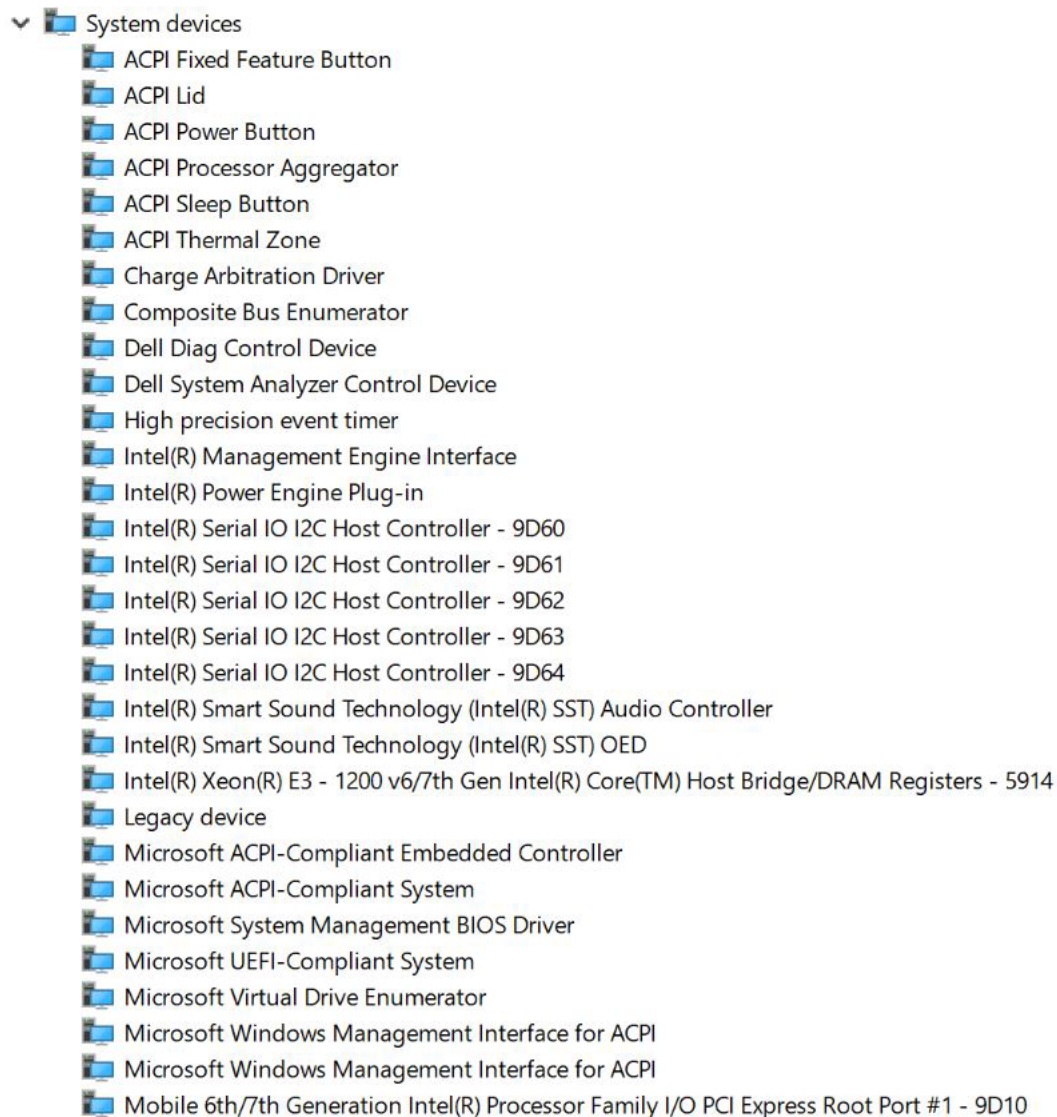 System devices
ACPI Fixed Feature Button
ACPI Lid
ACPI Power Button
ACPI Processor Aggregator
ACPI Sleep Button
ACPI Thermal Zone
Charge Arbitration Driver
Composite Bus Enumerator
Dell Diag Control Device
Dell System Analyzer Control Device
High precision event timer
Intel(R) Management Engine Interface
Intel(R) Power Engine Plug-in
Intel(R) Serial IO I2C Host Controller - 9D60
Intel(R) Serial IO I2C Host Controller - 9D61
Intel(R) Serial IO I2C Host Controller - 9D62
Intel(R) Serial IO I2C Host Controller - 9D63
Intel(R) Serial IO I2C Host Controller - 9D64
Intel(R) Smart Sound Technology (Intel(R) SST) Audio Controller
Intel(R) Smart Sound Technology (Intel(R) SST) OED
Intel(R) Xeon(R) E3 - 1200 v6/7th Gen Intel(R) Core(TM) Host Bridge/DRAM Registers - 5914
Legacy device
Microsoft ACPI-Compliant Embedded Controller
Microsoft ACPI-Compliant System
Microsoft System Management BIOS Driver
Microsoft UEFI-Compliant System
Microsoft Virtual Drive Enumerator
Microsoft Windows Management Interface for ACPI
Microsoft Windows Management Interface for ACPI
Mobile 6th/7th Generation Intel(R) Processor Family I/O PCI Express Root Port #1 - 9D10